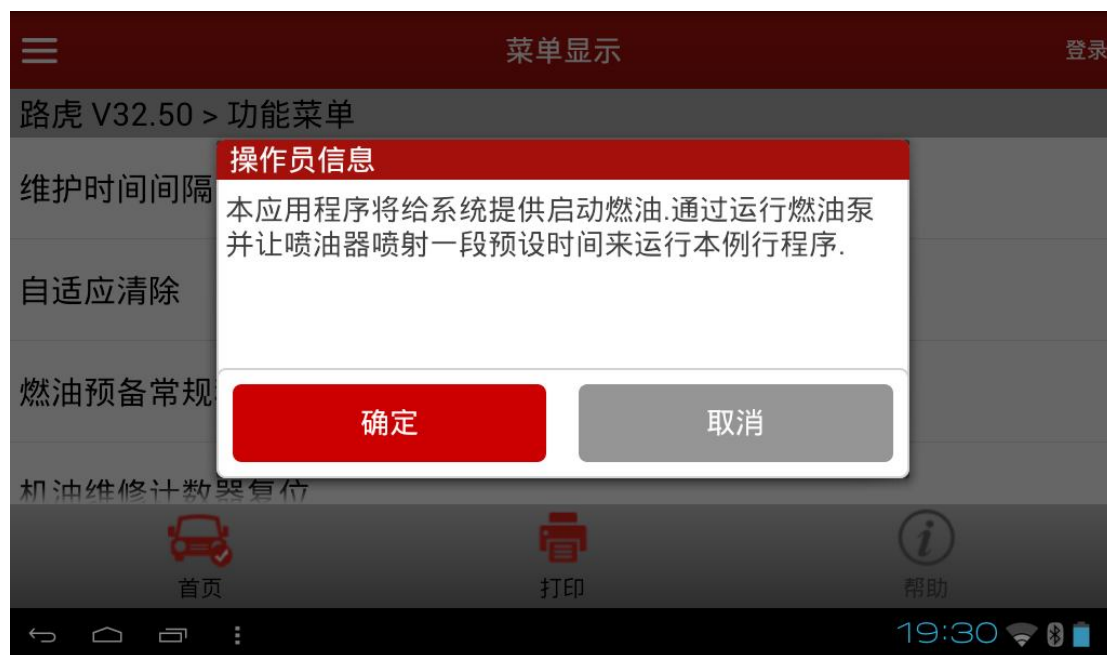 菜单显示
登录
路虎 V32.50 > 功能菜单
操作员信息
维护时间间隔
本应用程序将给系统提供启动燃油.通过运行燃油泵
并让喷油器喷射一段预设时间来运行本例行程序.
自适应清除
燃油预备常规
确定
取消
机油维修计数器复位
首页
打印
帮助
19:30